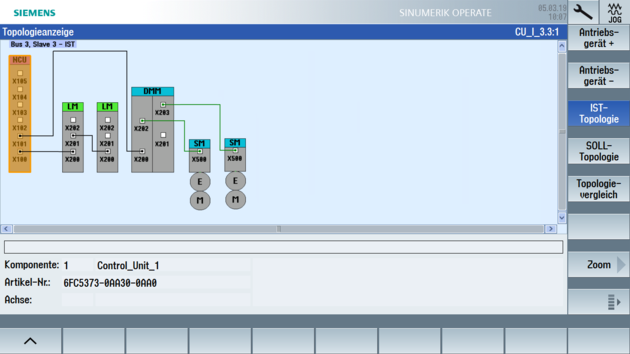 SIEMENS
SINUMERIK OPERATE
05.03.19
10:07
JOG
Topologieanzeige
CU_I_3.3:1
Bus 3, Slave 3 - IST
NCU
X105
X104
X103
X102
X101
X100
LM
X202
X201
X200
LM
X202
X201
X200
DMM
X203
X202
X201
X200
SM
X500
E
M
SM
X500
E
M
Komponente: 1 Control_Unit_1
Artikel-Nr.: 6FC5373-0AA30-0AA0
Achse:
Antriebs-
gerät +
Antriebs-
gerät -
IST-
Topologie
SOLL-
Topologie
Topologie-
vergleich
Zoom